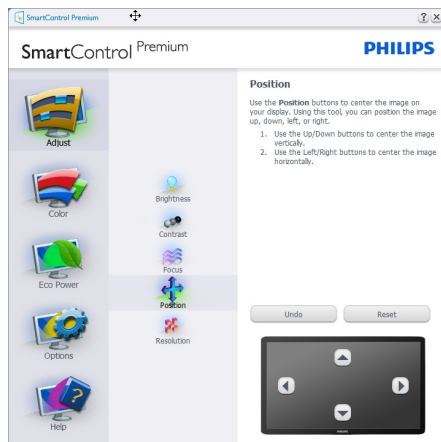 SmartControl Premium
? X
SmartControl Premium
PHILIPS
Adjust
Color
Eco Power
Options
Help
Brightness
Contrast
Focus
Position
Resolution
Position
Use the Position buttons to center the image on
your display. Using this tool, you can position the image
up, down, left, or right.
1. Use the Up/Down buttons to center the image
vertically.
2. Use the Left/Right buttons to center the image
horizontally.
Undo
Reset
PHILIPS